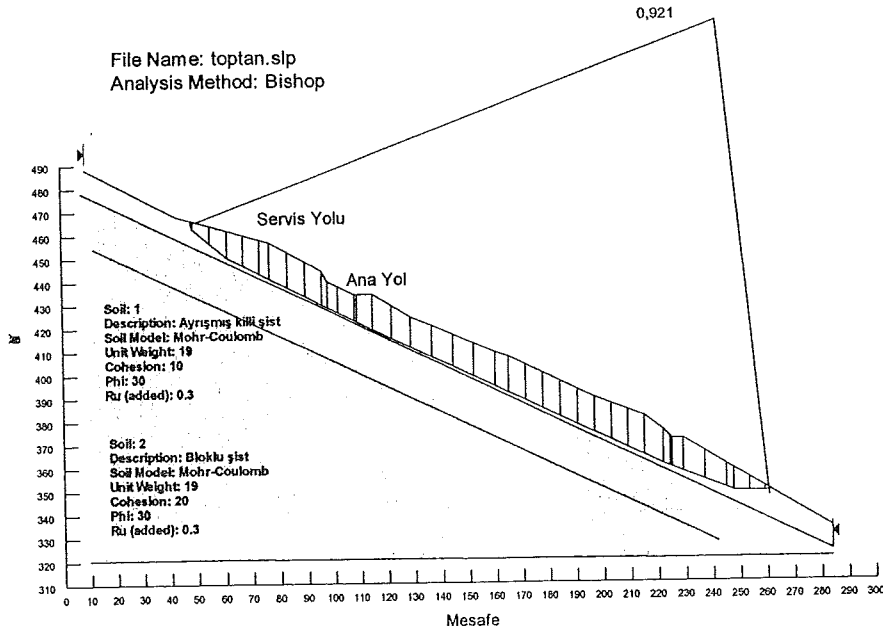 0,921
File Name: toptan.slp
Analysis Method: Bishop
490
480
470
460
450
440
430
420
410
400
390
380
370
360
350
340
330
320
310
Servis Yolu
Ana Yol
Soil: 1
Description: Ayrışmış killi şist
Soil Model: Mohr-Coulomb
Unit Weight: 19
Cohesion: 10
Phi: 30
Ru (added): 0.3
Soil: 2
Description: Bloklu şist
Soil Model: Mohr-Coulomb
Unit Weight: 19
Cohesion: 20
Phi: 30
Ru (added): 0.3
0 10 20 30 40 50 60 70 80 90 100 110 120 130 140 150 160 170 180 190 200 210 220 230 240 250 260 270 280 290 300
Mesafe